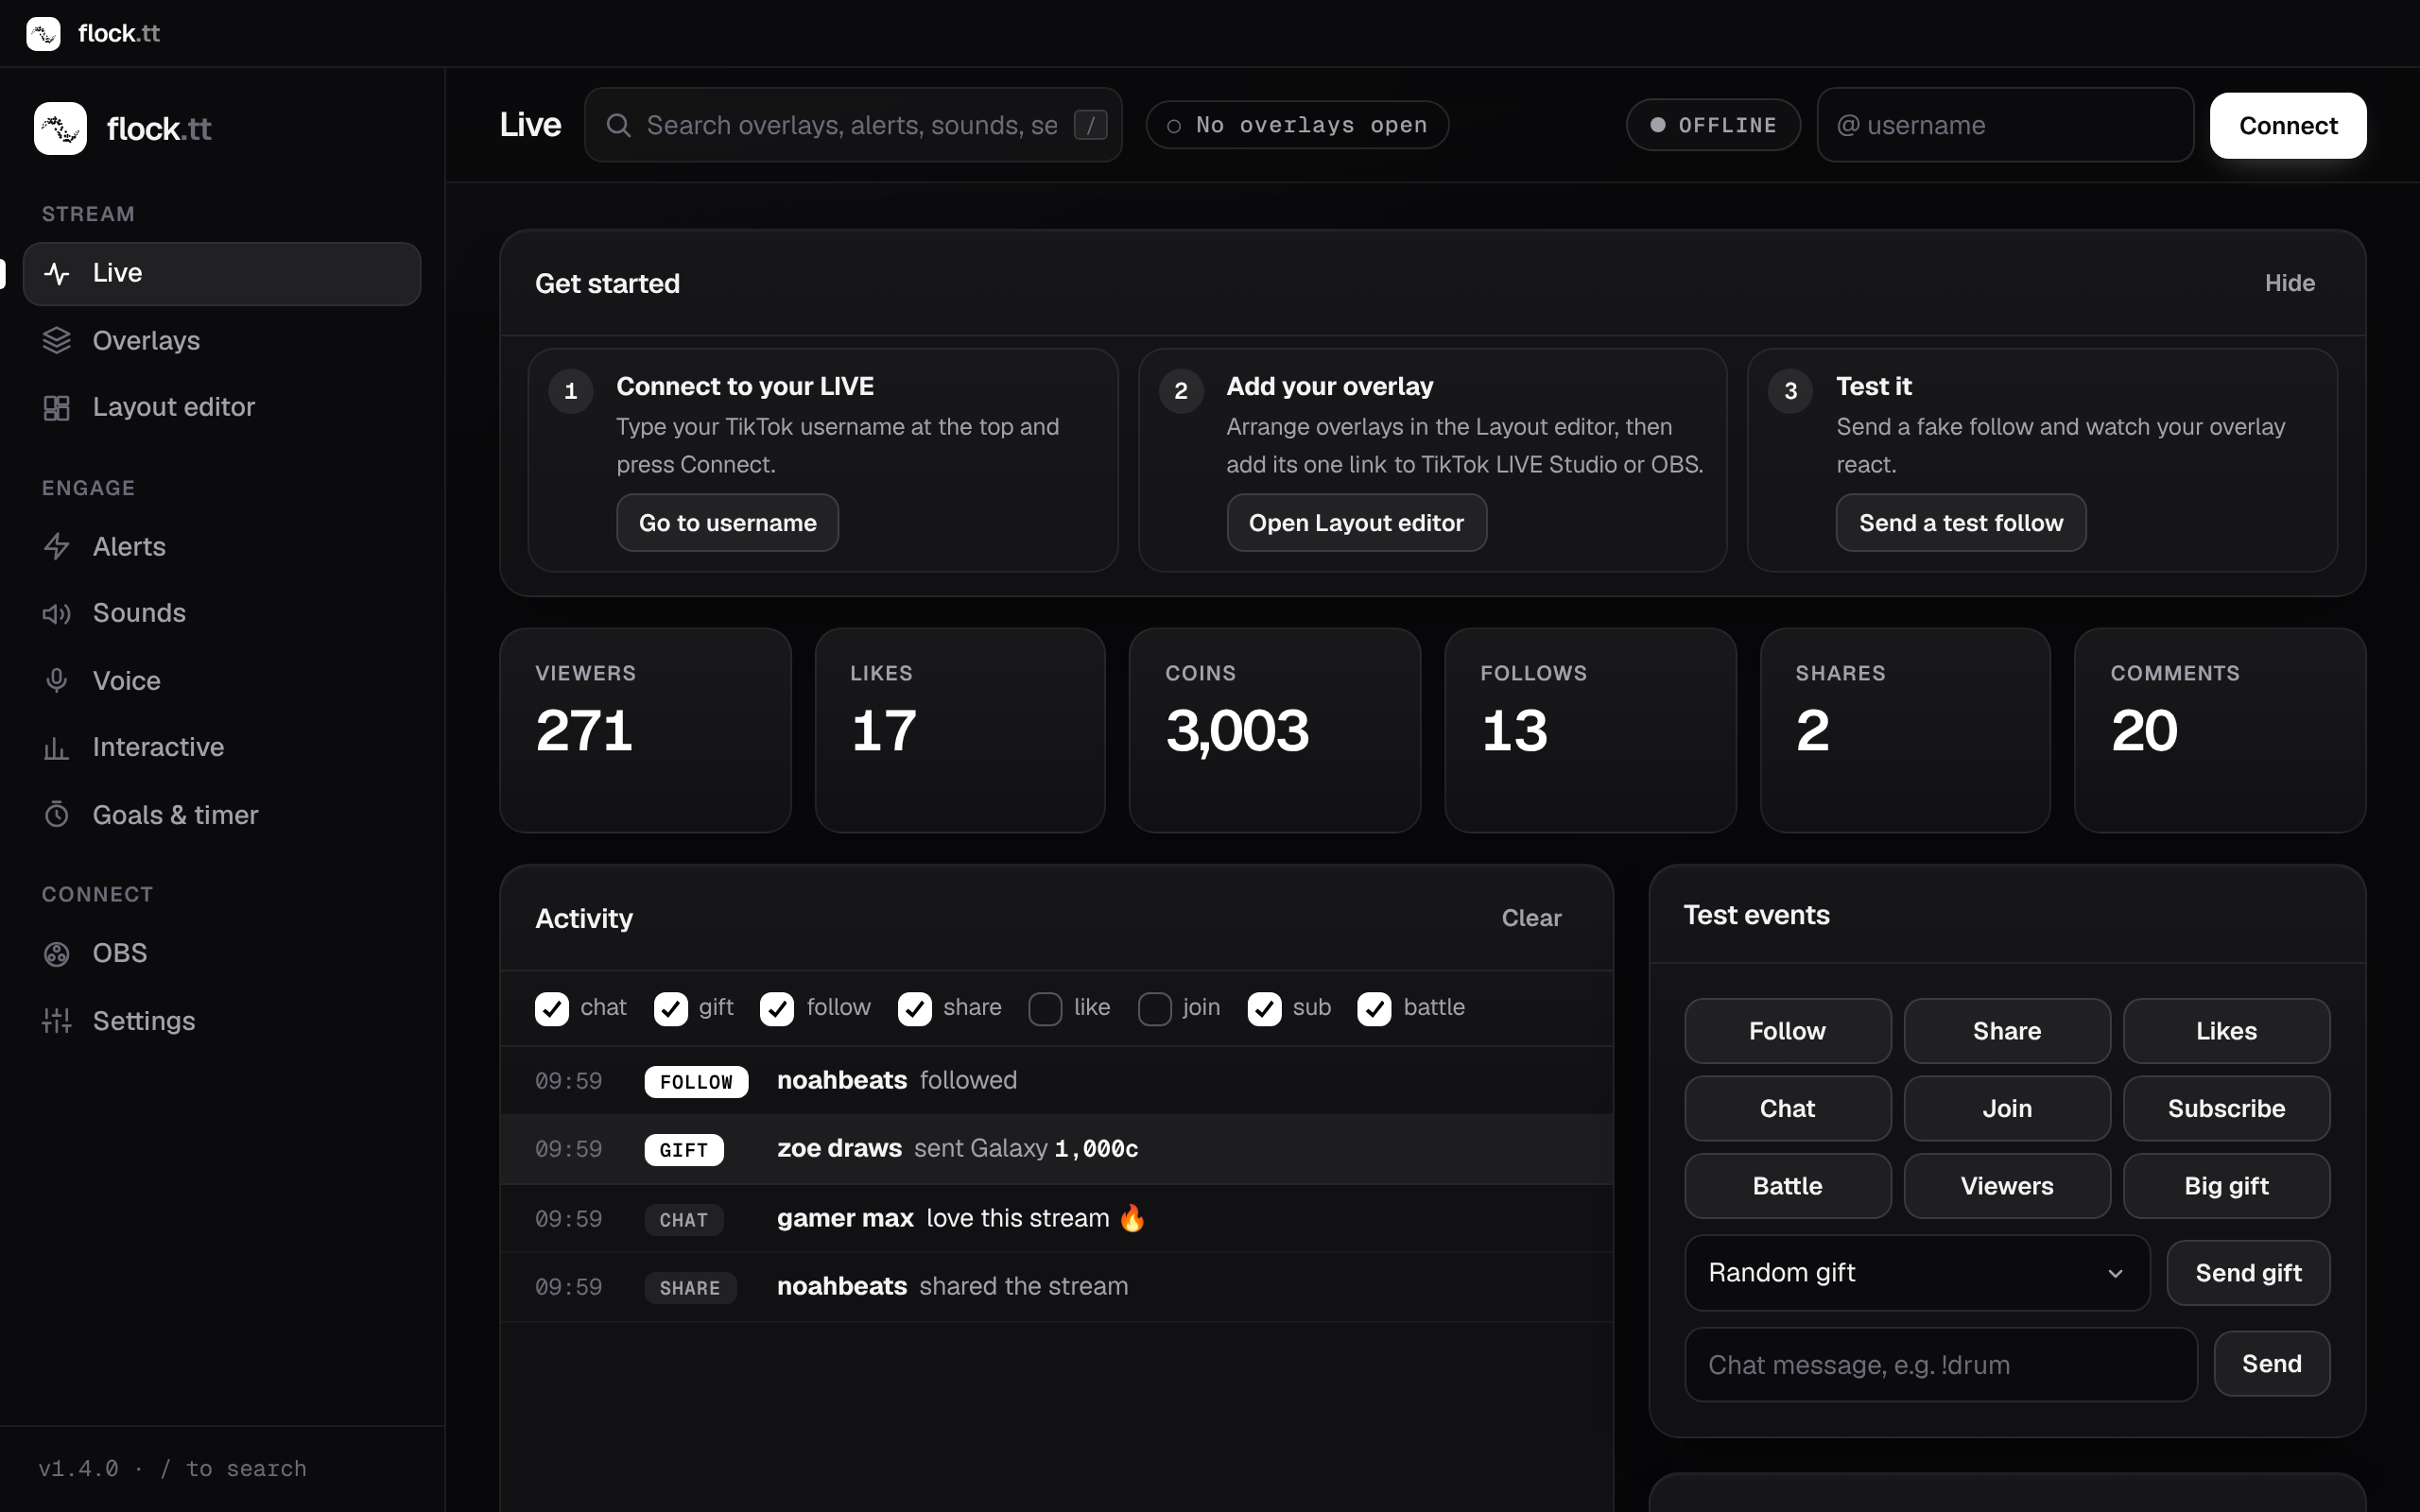 flock.tt
flock.tt
STREAM
Live
Overlays
Layout editor
ENGAGE
Alerts
Sounds
Voice
Interactive
Goals & timer
CONNECT
OBS
Settings
v1.4.0 · / to search
Live
Search overlays, alerts, sounds, se
/
No overlays open
OFFLINE
@ username
Connect
Get started
Hide
1
Connect to your LIVE
Type your TikTok username at the top and
press Connect.
Go to username
2
Add your overlay
Arrange overlays in the Layout editor, then
add its one link to TikTok LIVE Studio or OBS.
Open Layout editor
3
Test it
Send a fake follow and watch your overlay
react.
Send a test follow
VIEWERS
271
LIKES
17
COINS
3,003
FOLLOWS
13
SHARES
2
COMMENTS
20
Activity
Clear
chat gift follow share like join sub battle
09:59 FOLLOW noahbeats followed
09:59 GIFT zoe draws sent Galaxy 1,000c
09:59 CHAT gamer max love this stream 🔥
09:59 SHARE noahbeats shared the stream
Test events
Follow Share Likes
Chat Join Subscribe
Battle Viewers Big gift
Random gift
Send gift
Chat message, e.g. !drum
Send